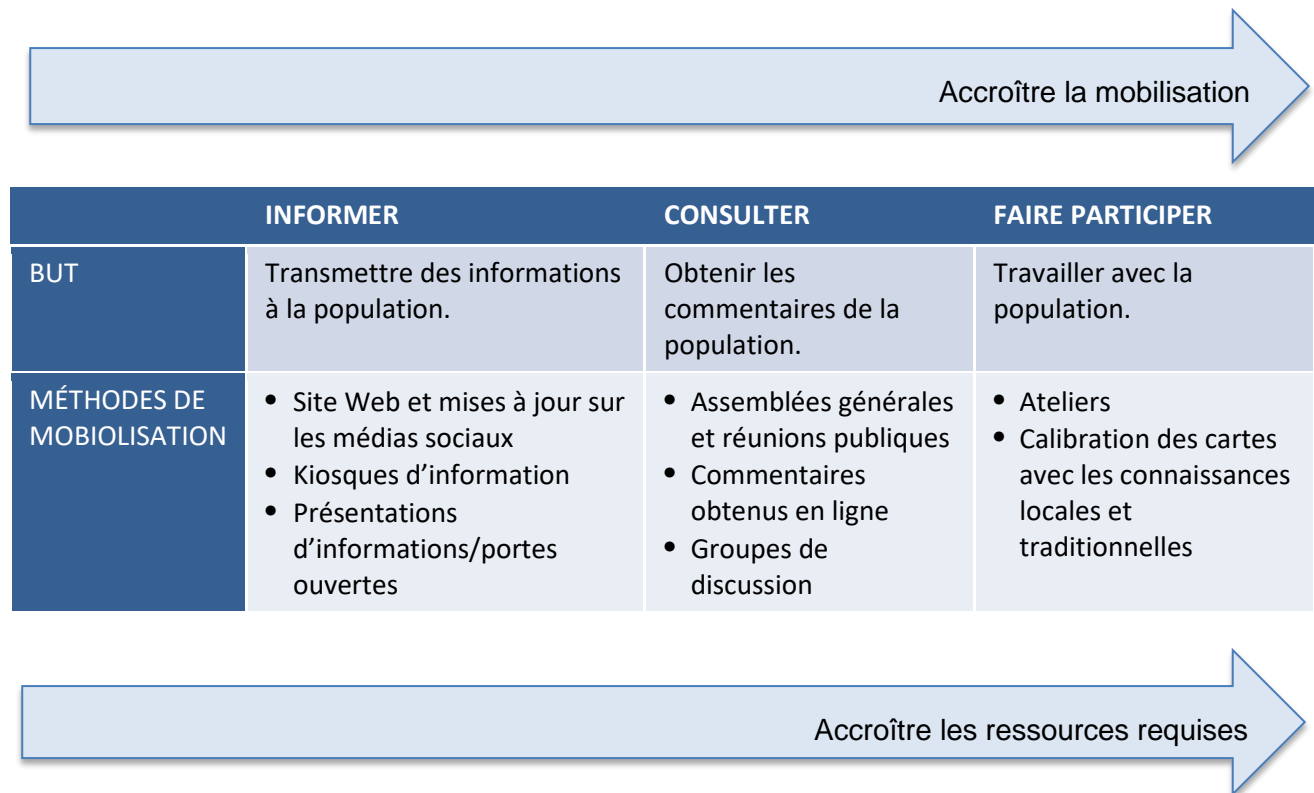 Accroître la mobilisation
INFORMER
CONSULTER
FAIRE PARTICIPER
BUT
Transmettre des informations
à la population.
Obtenir les
commentaires de la
population.
Travailler avec la
population.
MÉTHODES DE
MOBIOLISATION
• Site Web et mises à jour sur
les médias sociaux
• Kiosques d’information
• Présentations
d’informations/portes
ouvertes
• Assemblées générales
et réunions publiques
• Commentaires
obtenus en ligne
• Groupes de
discussion
• Ateliers
• Calibration des cartes
avec les connaissances
locales et
traditionnelles
Accroître les ressources requises